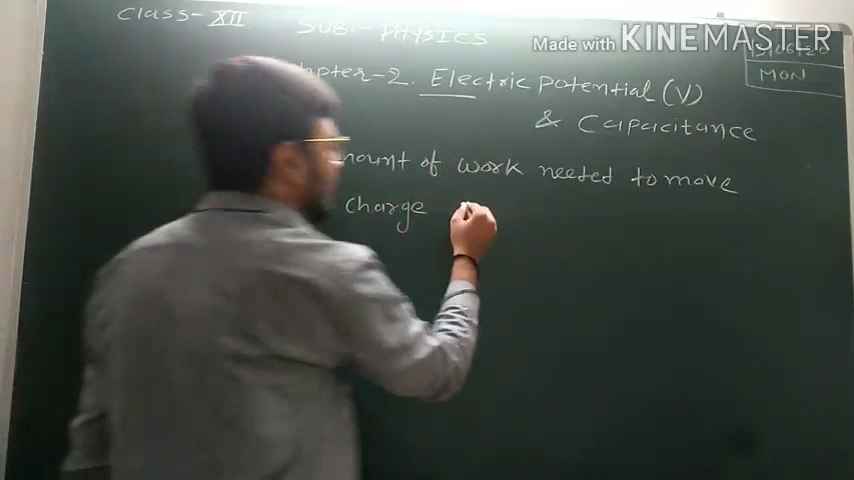 Class-XII
SUB:- PHYSICS
Made with KINEMASTER
MON
Chapter-2. Electric potential (V)
& Capacitance
of work needed to move
charge